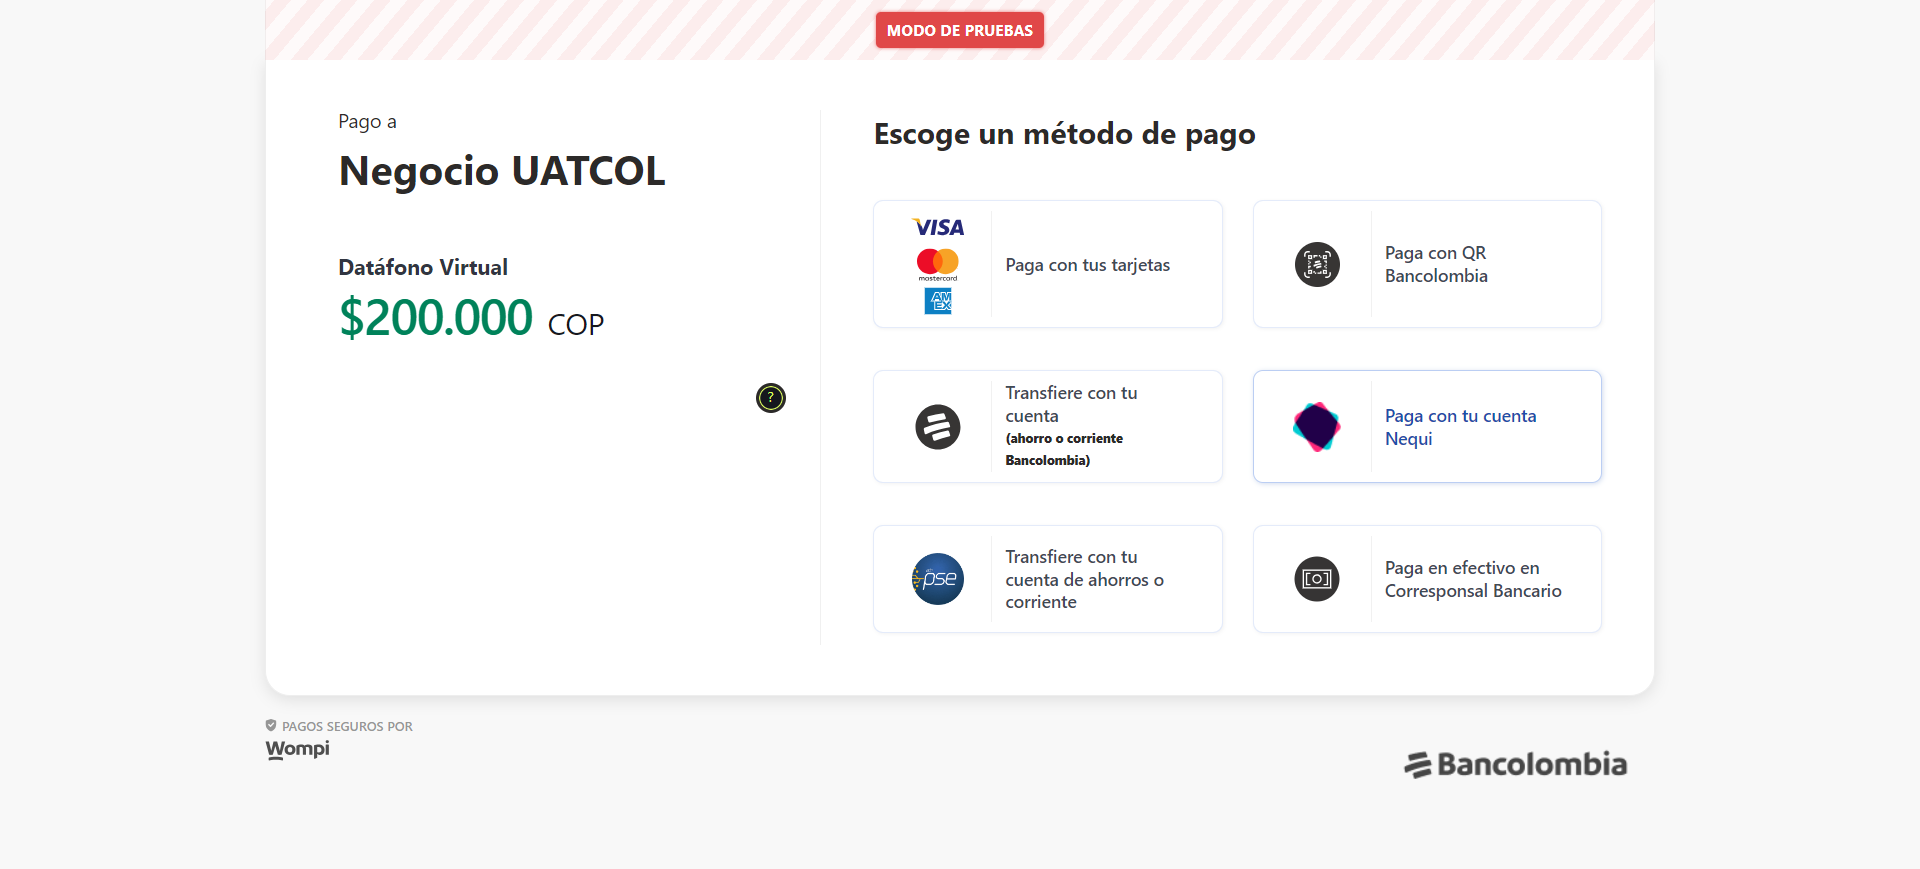 MODO DE PRUEBAS
Pago a
Negocio UATCOL
Datáfono Virtual
$200.000 COP
?
Escoge un método de pago
VISA
mastercard
AM
EX
Paga con tus tarjetas
Paga con QR
Bancolombia
Transfiere con tu
cuenta
(ahorro o corriente
Bancolombia)
Paga con tu cuenta
Nequi
pse
Transfiere con tu
cuenta de ahorros o
corriente
Paga en efectivo en
Corresponsal Bancario
PAGOS SEGUROS POR
Wompi
Bancolombia